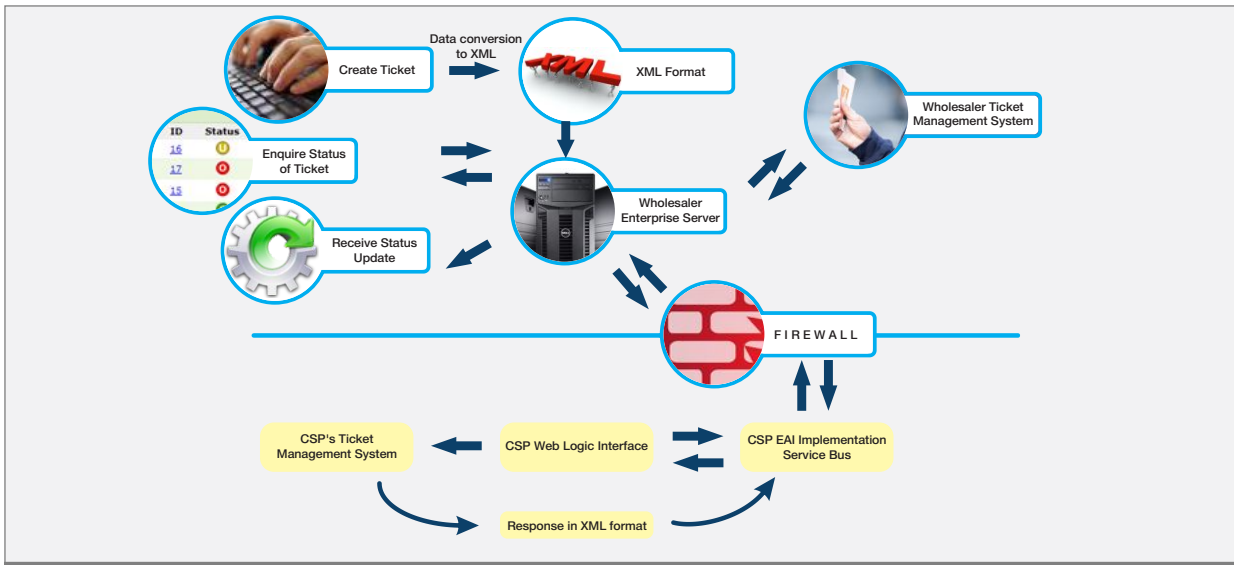 Data conversion
to XML
Create Ticket
XML
XML Format
Wholesaler Ticket
Management System
ID Status
16 U
17 O
15 O
Enquire Status
of Ticket
Wholesaler
Enterprise Server
DELL
Receive Status
Update
FIREWALL
CSP's Ticket
Management System
CSP Web Logic Interface
CSP EAI Implementation
Service Bus
Response in XML format